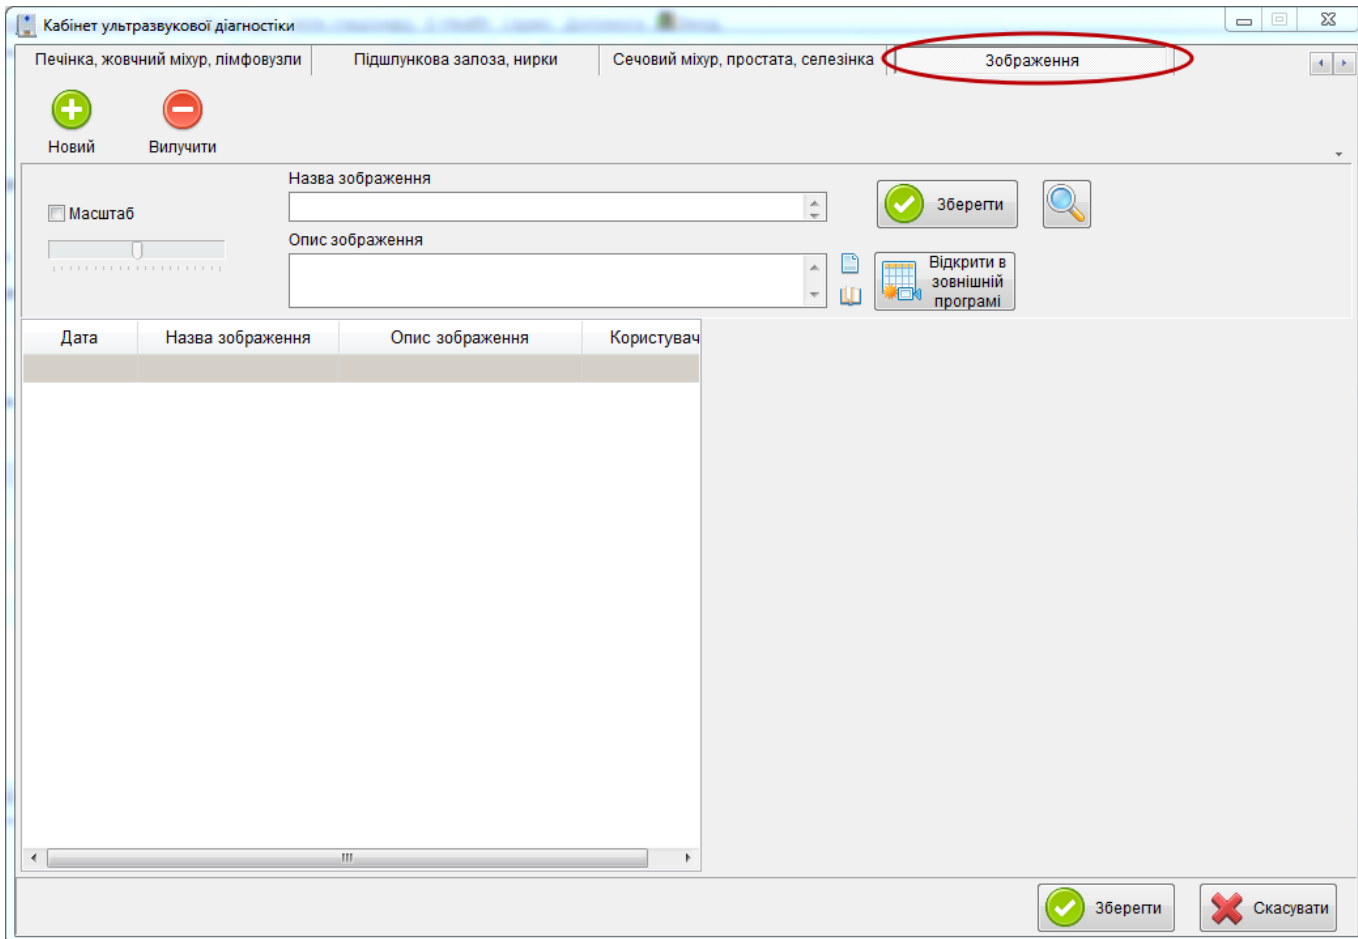 Кабінет ультразвукової діагностики
Печінка, жовчний міхур, лімфовузли
Підшлункова залоза, нирки
Сечовий міхур, простата, селезінка
Зображення
Новий
Вилучити
Назва зображення
Масштаб
Зберегти
Опис зображення
Відкрити в
зовнішній
програмі
Дата
Назва зображення
Опис зображення
Користувач
Зберегти
Скасувати